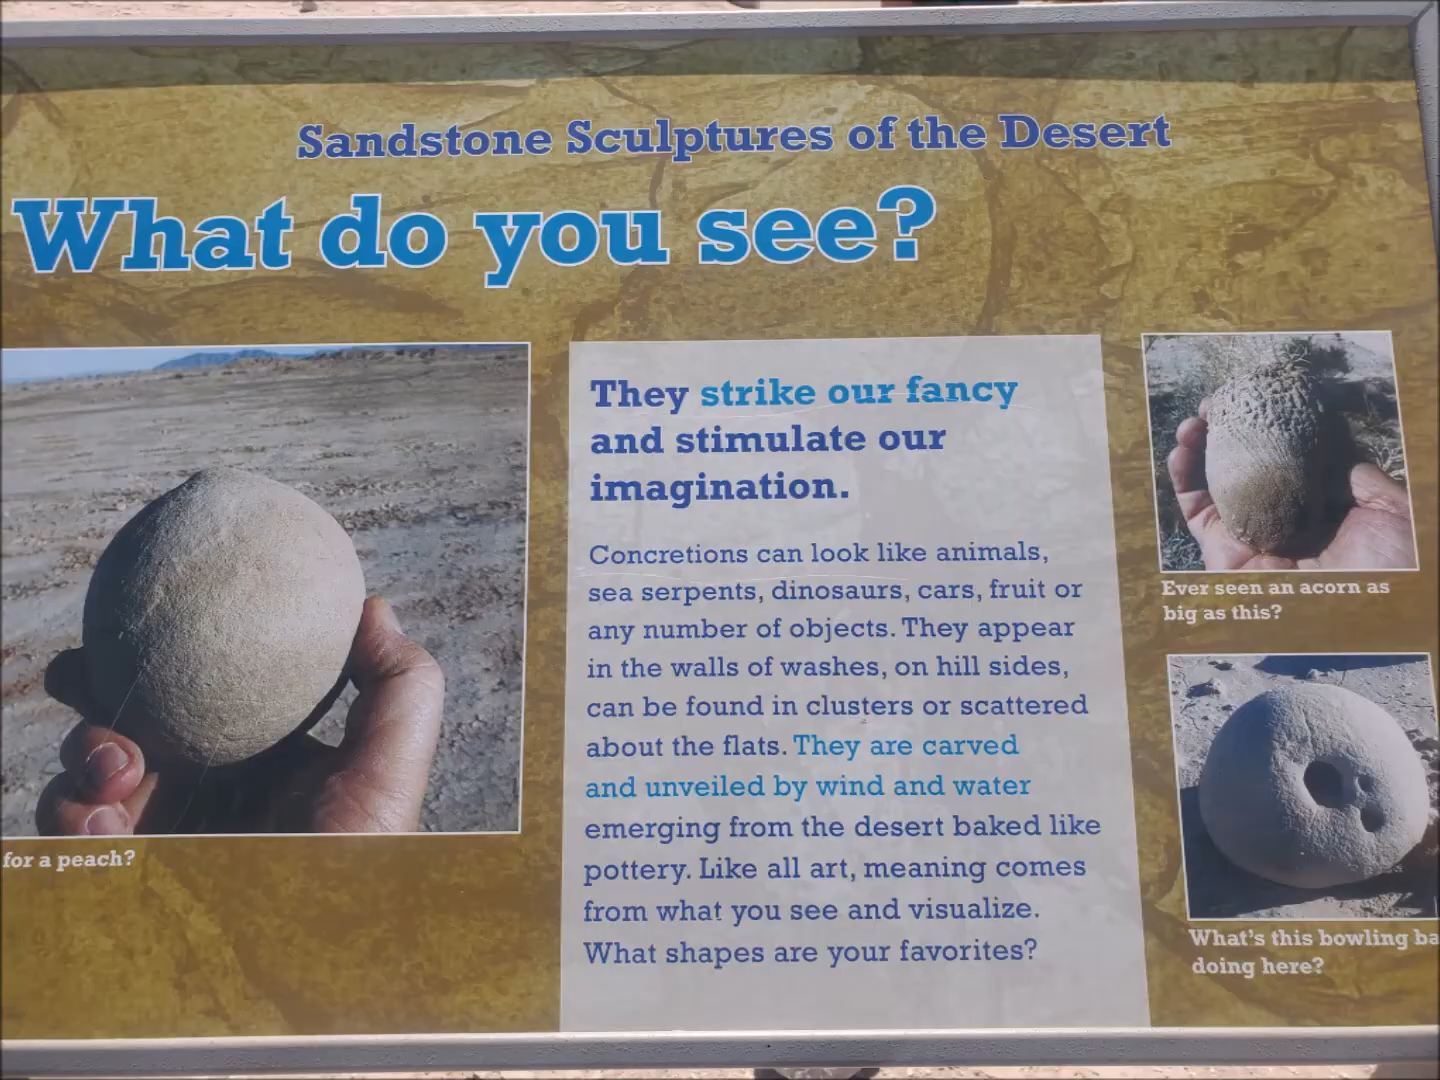 Sandstone Sculptures of the Desert
What do you see?
They strike our fancy
and stimulate our
imagination.
Concretions can look like animals,
sea serpents, dinosaurs, cars, fruit or
any number of objects. They appear
in the walls of washes, on hill sides,
can be found in clusters or scattered
about the flats. They are carved
and unveiled by wind and water
emerging from the desert baked like
pottery. Like all art, meaning comes
from what you see and visualize.
What shapes are your favorites?
for a peach?
Ever seen an acorn as
big as this?
What's this bowling ba
doing here?